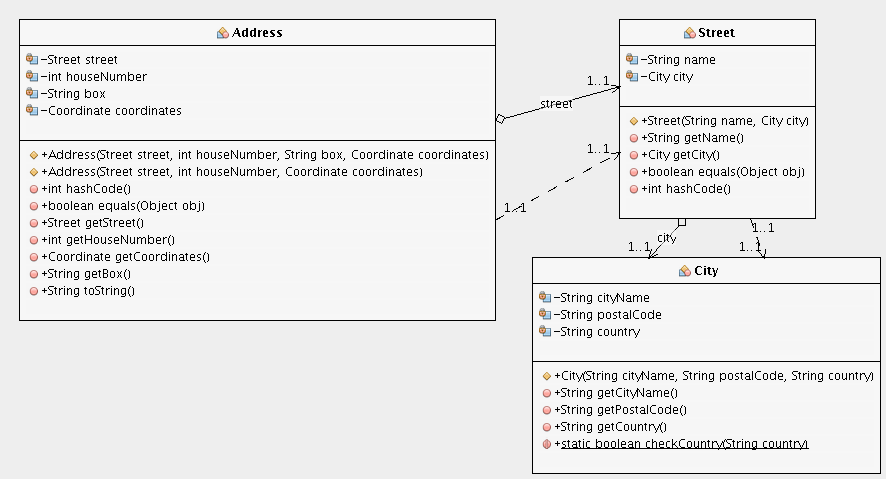 Address
-Street street
-int houseNumber
-String box
-Coordinate coordinates
+Address(Street street, int houseNumber, String box, Coordinate coordinates)
+Address(Street street, int houseNumber, Coordinate coordinates)
+int hashCode()
+boolean equals(Object obj)
+Street getStreet()
+int getHouseNumber()
+Coordinate getCoordinates()
+String getBox()
+String toString()
1..1
street
1..1
1..1
Street
-String name
-City city
+Street(String name, City city)
+String getName()
+City getCity()
+boolean equals(Object obj)
+int hashCode()
city
1..1
1..1
1..1
City
-String cityName
-String postalCode
-String country
+City(String cityName, String postalCode, String country)
+String getCityName()
+String getPostalCode()
+String getCountry()
+static boolean checkCountry(String country)